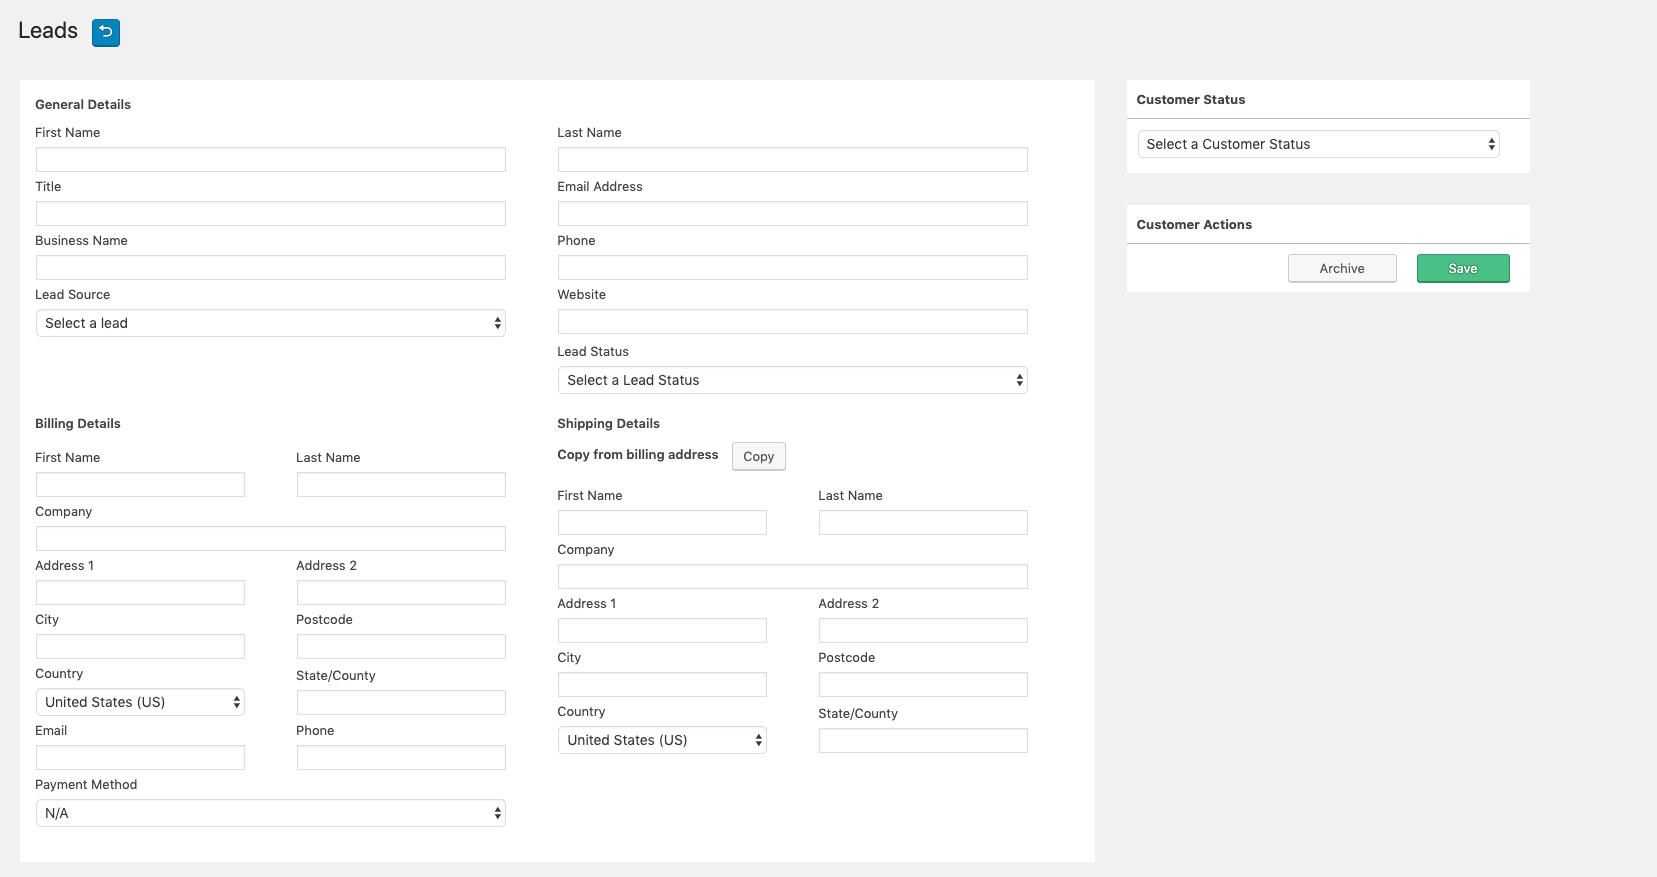 Leads
General Details
First Name
Last Name
Title
Email Address
Business Name
Phone
Lead Source
Select a lead
Website
Lead Status
Select a Lead Status
Billing Details
First Name
Last Name
Company
Address 1
Address 2
City
Postcode
Country
State/County
United States (US)
Email
Phone
Payment Method
N/A
Shipping Details
Copy from billing address
Copy
First Name
Last Name
Company
Address 1
Address 2
City
Postcode
Country
State/County
United States (US)
Customer Status
Select a Customer Status
Customer Actions
Archive
Save